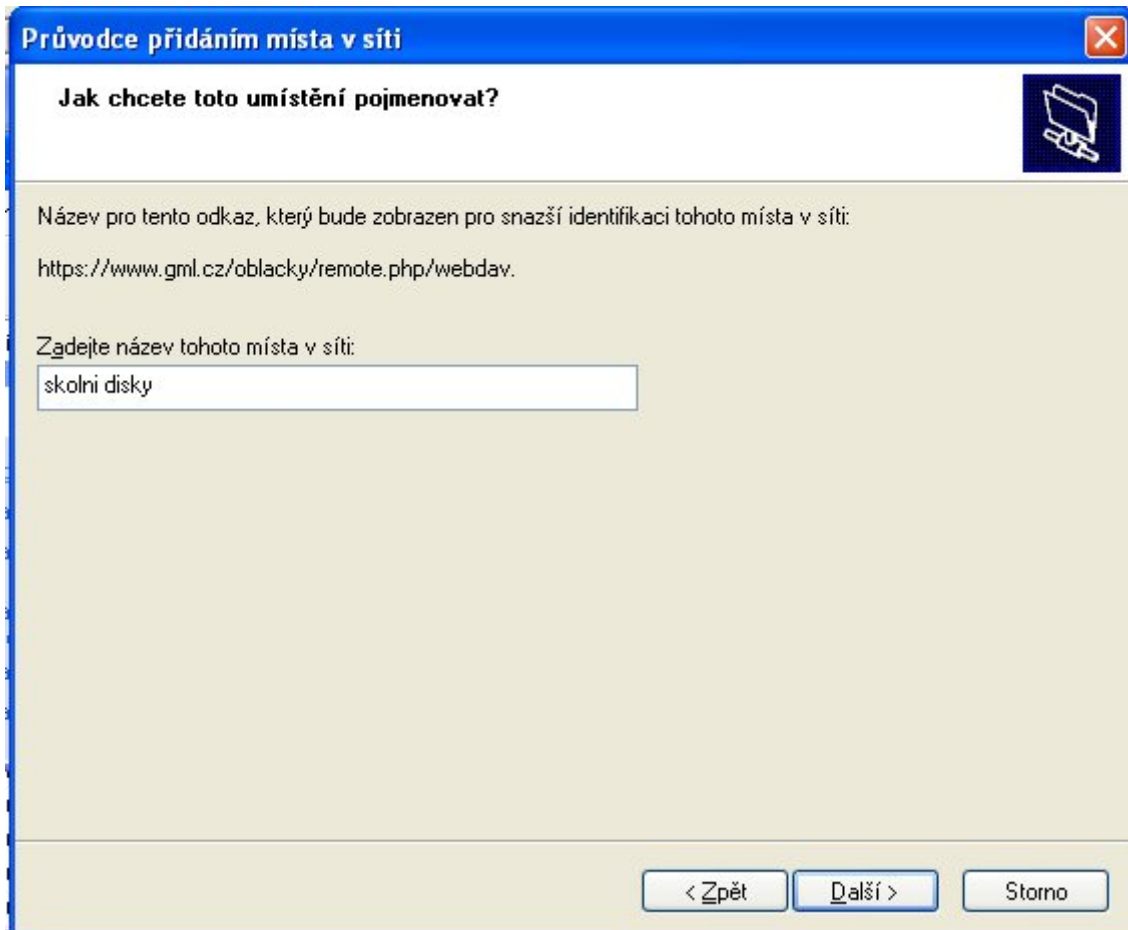 Průvodce přidáním místa v síti
Jak chcete toto umístění pojmenovat?
Název pro tento odkaz, který bude zobrazen pro snazší identifikaci tohoto místa v síti:
https://www.gml.cz/oblacky/remote.php/webdav.
Zadejte název tohoto místa v síti:
skolni disky
< Zpět
Další >
Storno